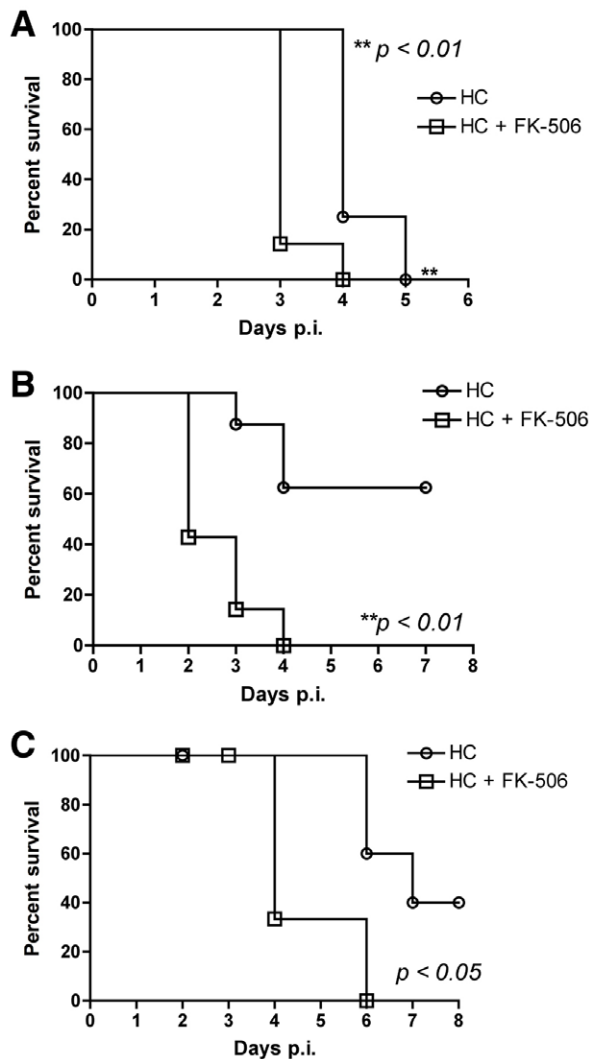 A
100
80
60
40
20
0
Percent survival
** p < 0.01
HC
HC + FK-506
**
0 1 2 3 4 5 6
Days p.i.
B
100
80
60
40
20
0
Percent survival
HC
HC + FK-506
**p < 0.01
0 1 2 3 4 5 6 7 8
Days p.i.
C
100
80
60
40
20
0
Percent survival
HC
HC + FK-506
p < 0.05
0 1 2 3 4 5 6 7 8
Days p.i.